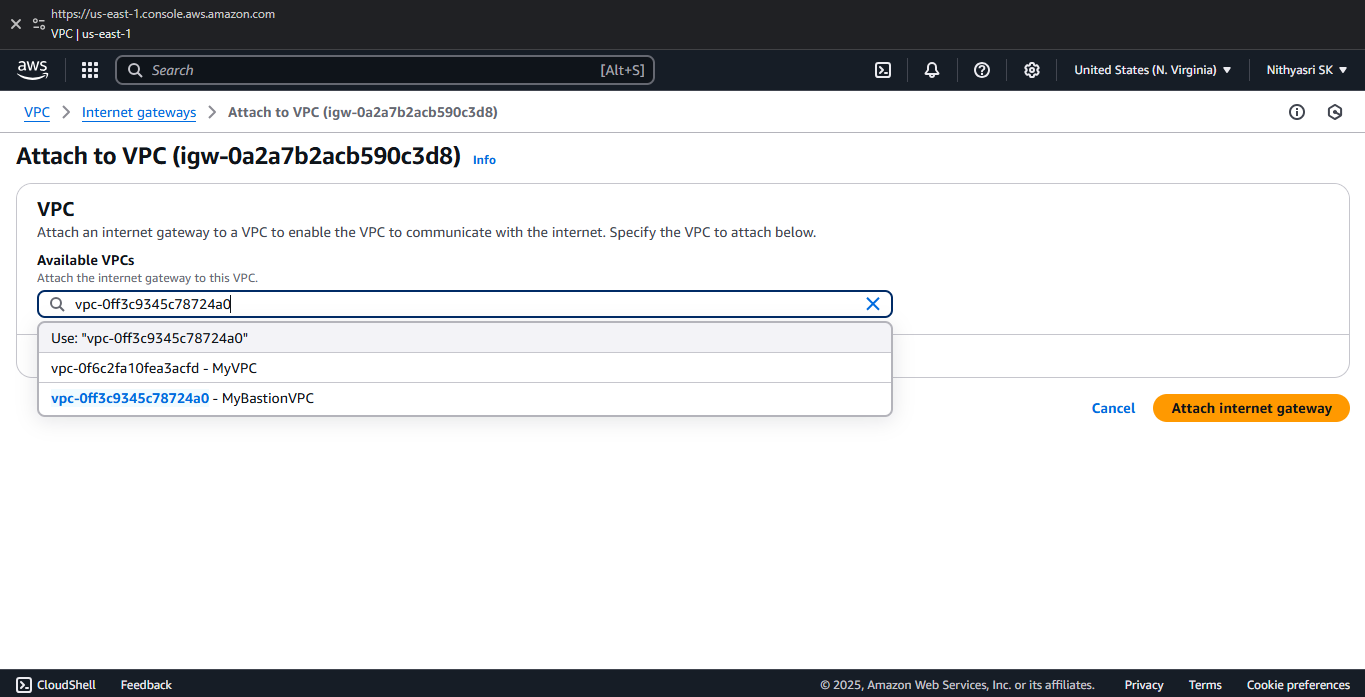 https://us-east-1.console.aws.amazon.com
VPC | us-east-1
aws
Search [Alt+S]
United States (N. Virginia) Nithyasri SK
VPC Internet gateways Attach to VPC (igw-0a2a7b2acb590c3d8)
Attach to VPC (igw-0a2a7b2acb590c3d8) Info
VPC
Attach an internet gateway to a VPC to enable the VPC to communicate with the internet. Specify the VPC to attach below.
Available VPCs
Attach the internet gateway to this VPC.
vpc-0ff3c9345c78724a0
Use: "vpc-0ff3c9345c78724a0"
vpc-0f6c2fa10fea3acfd - MyVPC
vpc-0ff3c9345c78724a0 - MyBastionVPC
Cancel Attach internet gateway
CloudShell Feedback © 2025, Amazon Web Services, Inc. or its affiliates. Privacy Terms Cookie preferences